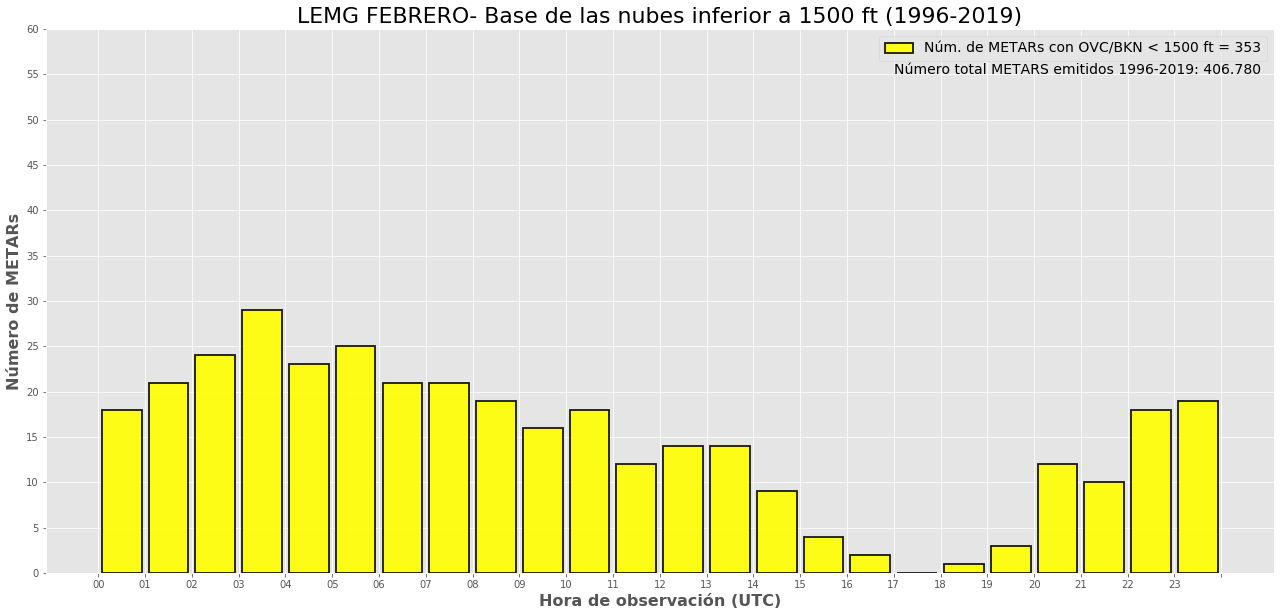 LEMG FEBRERO- Base de las nubes inferior a 1500 ft (1996-2019)
Núm. de METARs con OVC/BKN < 1500 ft = 353
Número total METARS emitidos 1996-2019: 406.780
Número de METARs
60
55
50
45
40
35
30
25
20
15
10
5
0
00 01 02 03 04 05 06 07 08 09 10 11 12 13 14 15 16 17 18 19 20 21 22 23
Hora de observación (UTC)